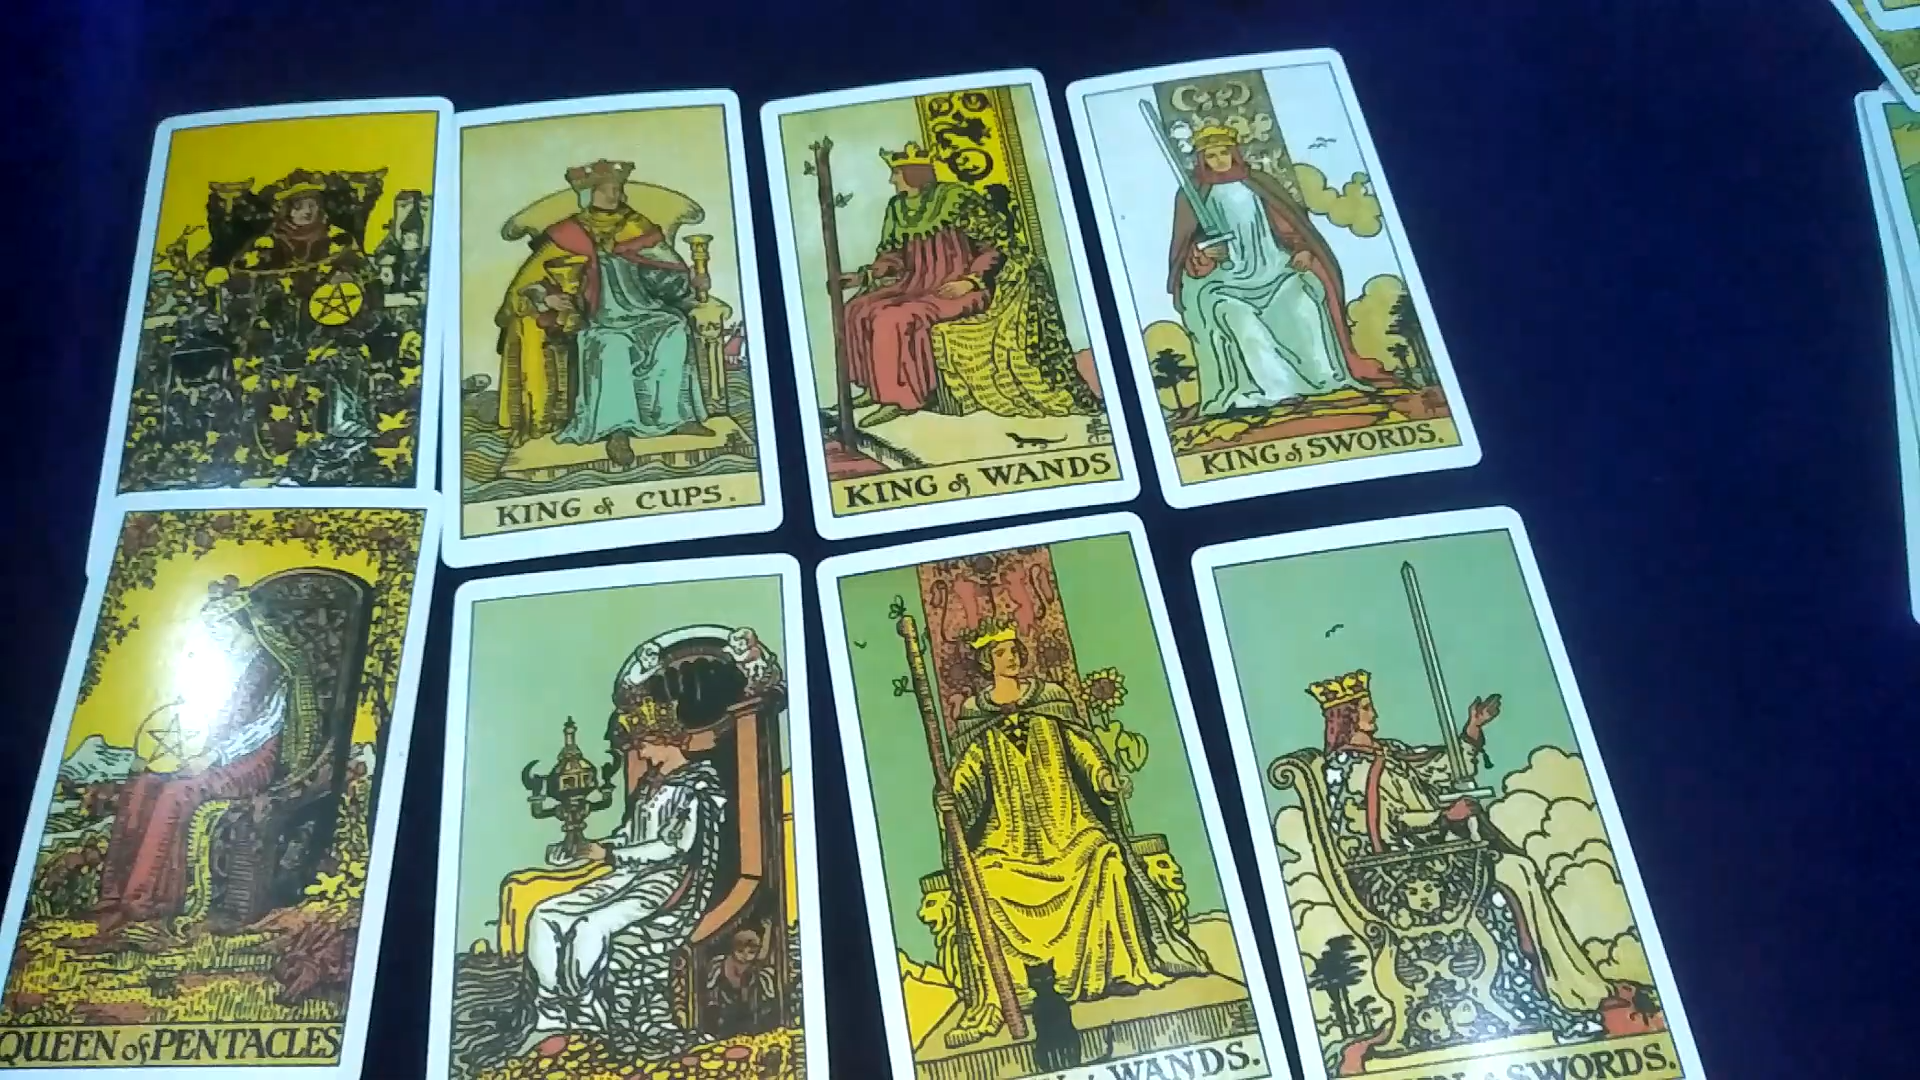 KING of CUPS.
KING of WANDS
KING of SWORDS.
QUEEN of PENTACLES
WANDS.
SWORDS.